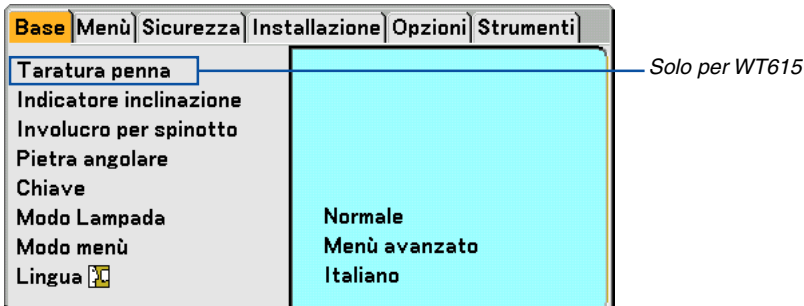 Base Menù Sicurezza Installazione Opzioni Strumenti
Taratura penna
Solo per WT615
Indicatore inclinazione
Involucro per spinotto
Pietra angolare
Chiave
Modo Lampada Normale
Modo menù Menù avanzato
Lingua Italiano